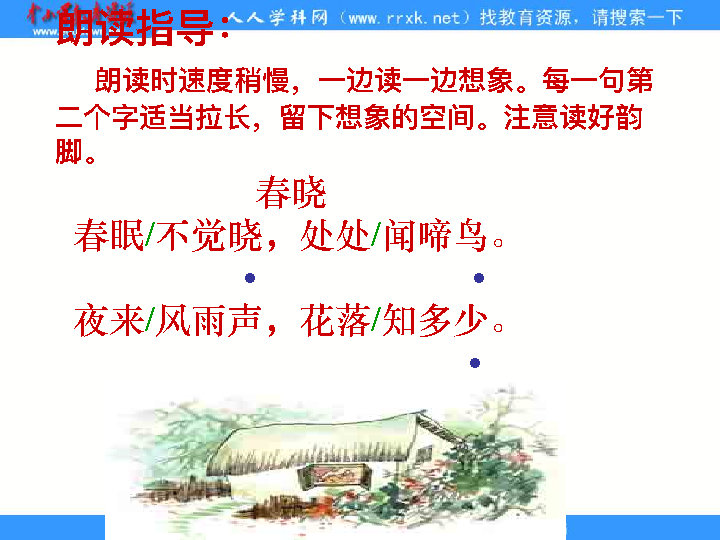 人人学科网（www.rrxk.net）找教育资源，请搜索一下
朗读指导：
朗读时速度稍慢，一边读一边想象。每一句第
二个字适当拉长，留下想象的空间。注意读好韵
脚。
春晓
春眠/不觉晓，处处/闻啼鸟。
夜来/风雨声，花落/知多少。